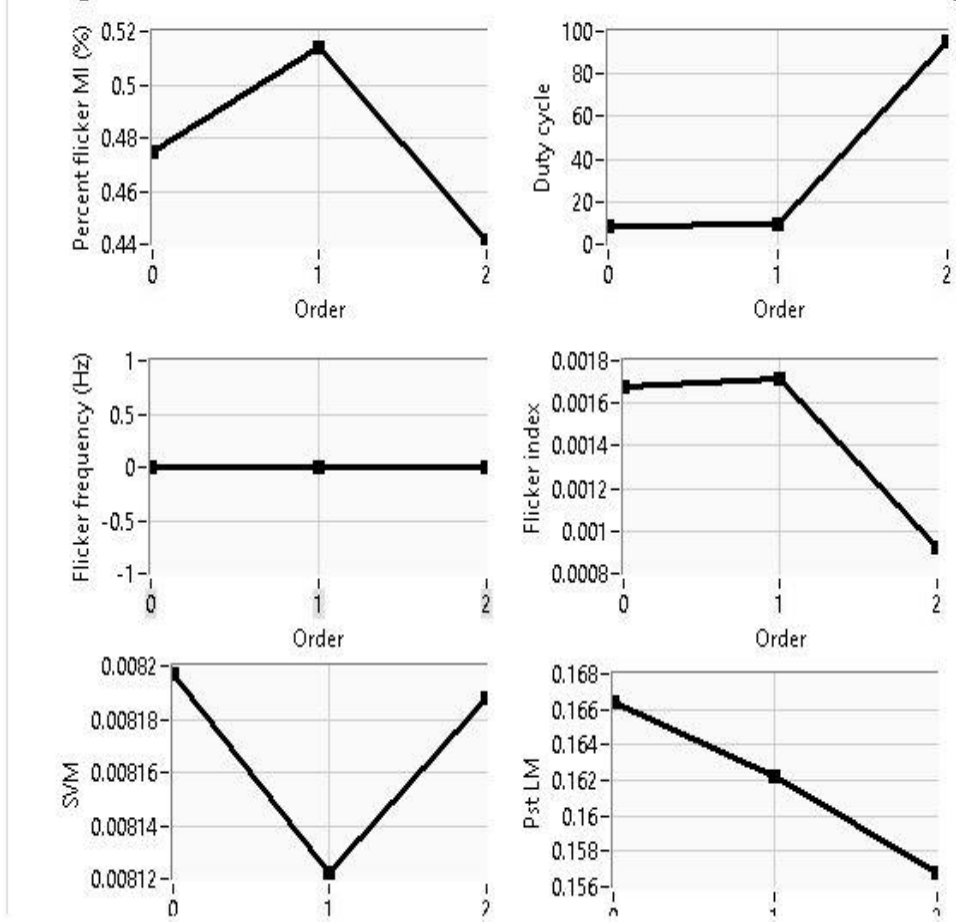 Percent flicker MI (%)
0.52
0.5
0.48
0.46
0.44
0 1 2
Order
Duty cycle
100
80
60
40
20
0
0 1 2
Order
Flicker frequency (Hz)
1
0.5
0
-0.5
-1
0 1 2
Order
Flicker index
0.0018
0.0016
0.0014
0.0012
0.001
0.0008
0 1 2
Order
SVM
0.0082
0.00818
0.00816
0.00814
0.00812
0 1 2
Pst LM
0.168
0.166
0.164
0.162
0.16
0.158
0.156